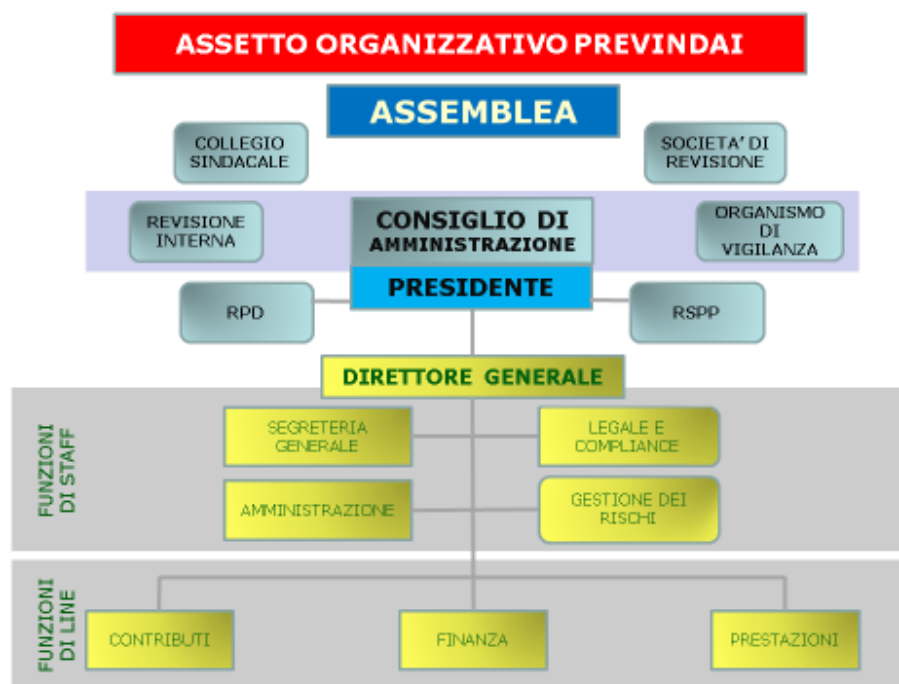 ASSETTO ORGANIZZATIVO PREVINDAI
ASSEMBLEA
COLLEGIO
SINDACALE
SOCIETA' DI
REVISIONE
REVISIONE
INTERNA
CONSIGLIO DI
AMMINISTRAZIONE
ORGANISMO
DI
VIGILANZA
PRESIDENTE
RPD
RSPP
DIRETTORE GENERALE
FUNZIONI
DI STAFF
SEGRETERIA
GENERALE
LEGALE E
COMPLIANCE
AMMINISTRAZIONE
GESTIONE DEI
RISCHI
FUNZIONI
DI LINE
CONTRIBUTI
FINANZA
PRESTAZIONI